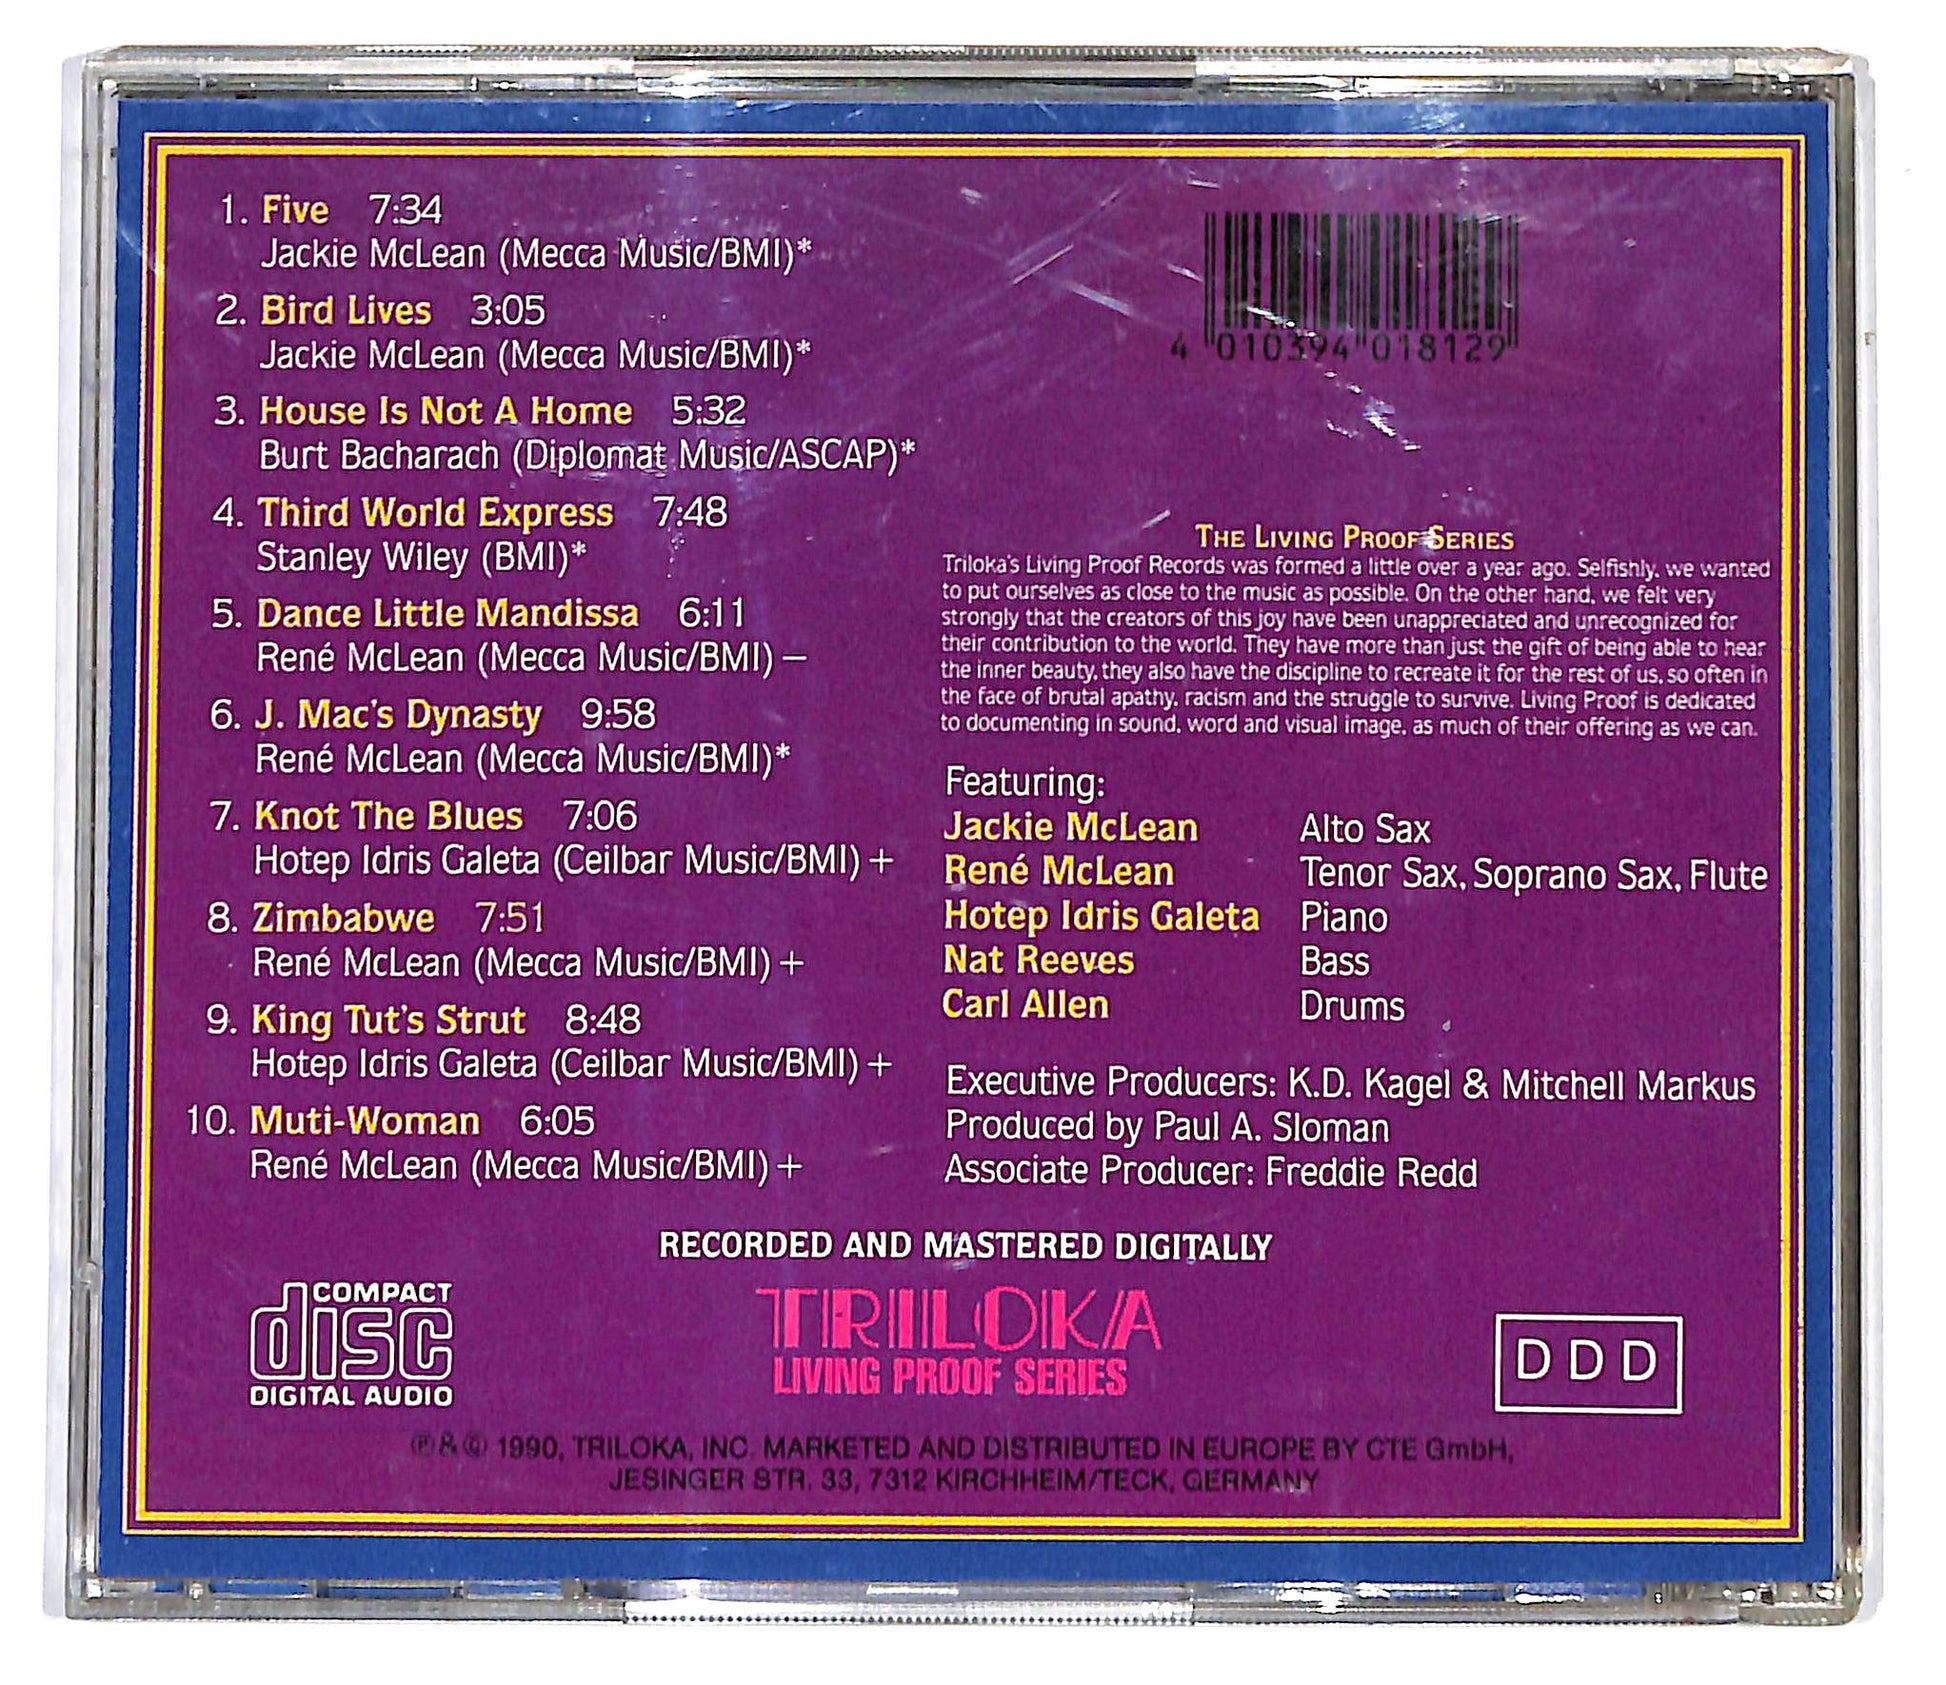 1. Five 7:34
Jackie McLean (Mecca Music/BMI)*
2. Bird Lives 3:05
Jackie McLean (Mecca Music/BMI)*
3. House Is Not A Home 5:32
Burt Bacharach (Diplomat Music/ASCAP)*
4. Third World Express 7:48
Stanley Wiley (BMI)*
5. Dance Little Mandissa 6:11
René McLean (Mecca Music/BMI) –
6. J. Mac's Dynasty 9:58
René McLean (Mecca Music/BMI)*
7. Knot The Blues 7:06
Hotep Idris Galeta (Ceilbar Music/BMI) +
8. Zimbabwe 7:51
René McLean (Mecca Music/BMI) +
9. King Tut's Strut 8:48
Hotep Idris Galeta (Ceilbar Music/BMI) +
10. Muti-Woman 6:05
René McLean (Mecca Music/BMI) +
4 010394 018129
THE LIVING PROOF SERIES
Triloka's Living Proof Records was formed a little over a year ago. Selfishly, we wanted
to put ourselves as close to the music as possible. On the other hand, we felt very
strongly that the creators of this joy have been unappreciated and unrecognized for
their contribution to the world. They have more than just the gift of being able to hear
the inner beauty, they also have the discipline to recreate it for the rest of us, so often in
the face of brutal apathy, racism and the struggle to survive. Living Proof is dedicated
to documenting in sound, word and visual image, as much of their offering as we can.
Featuring:
Jackie McLean Alto Sax
René McLean Tenor Sax, Soprano Sax, Flute
Hotep Idris Galeta Piano
Nat Reeves Bass
Carl Allen Drums
Executive Producers: K.D. Kagel & Mitchell Markus
Produced by Paul A. Sloman
Associate Producer: Freddie Redd
RECORDED AND MASTERED DIGITALLY
COMPACT
disc
DIGITAL AUDIO
TRILOKA
LIVING PROOF SERIES
DDD
℗ & © 1990, TRILOKA, INC. MARKETED AND DISTRIBUTED IN EUROPE BY CTE GmbH,
JESINGER STR. 33, 7312 KIRCHHEIM/TECK, GERMANY